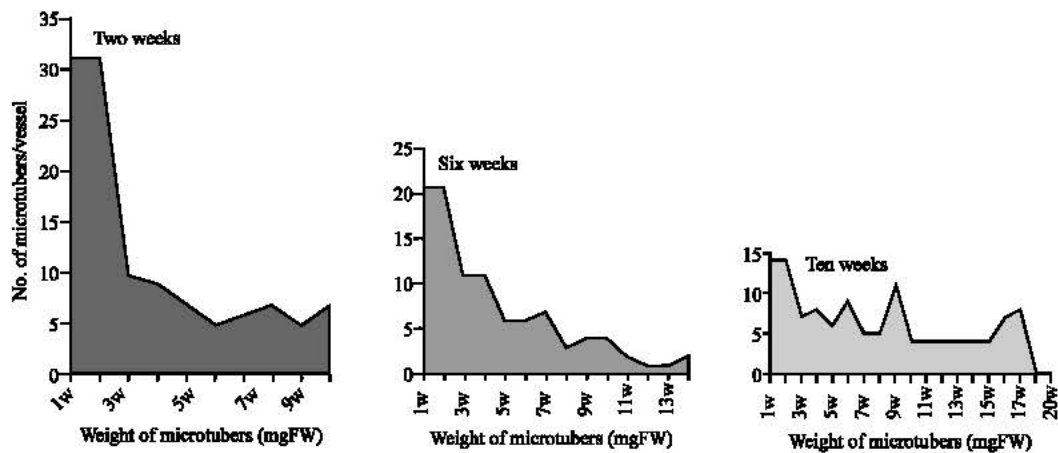 Two weeks
No. of microtubers/vessel
35
30
25
20
15
10
5
0
1w 3w 5w 7w 9w
Weight of microtubers (mgFW)
Six weeks
25
20
15
10
5
0
1w 3w 5w 7w 9w 11w 13w
Weight of microtubers (mgFW)
Ten weeks
15
10
5
0
1w 3w 5w 7w 9w 11w 13w 15w 17w 20w
Weight of microtubers (mgFW)